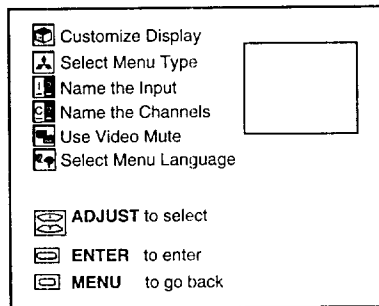 Customize Display
Select Menu Type
Name the Input
Name the Channels
Use Video Mute
Select Menu Language
ADJUST to select
ENTER to enter
MENU to go back